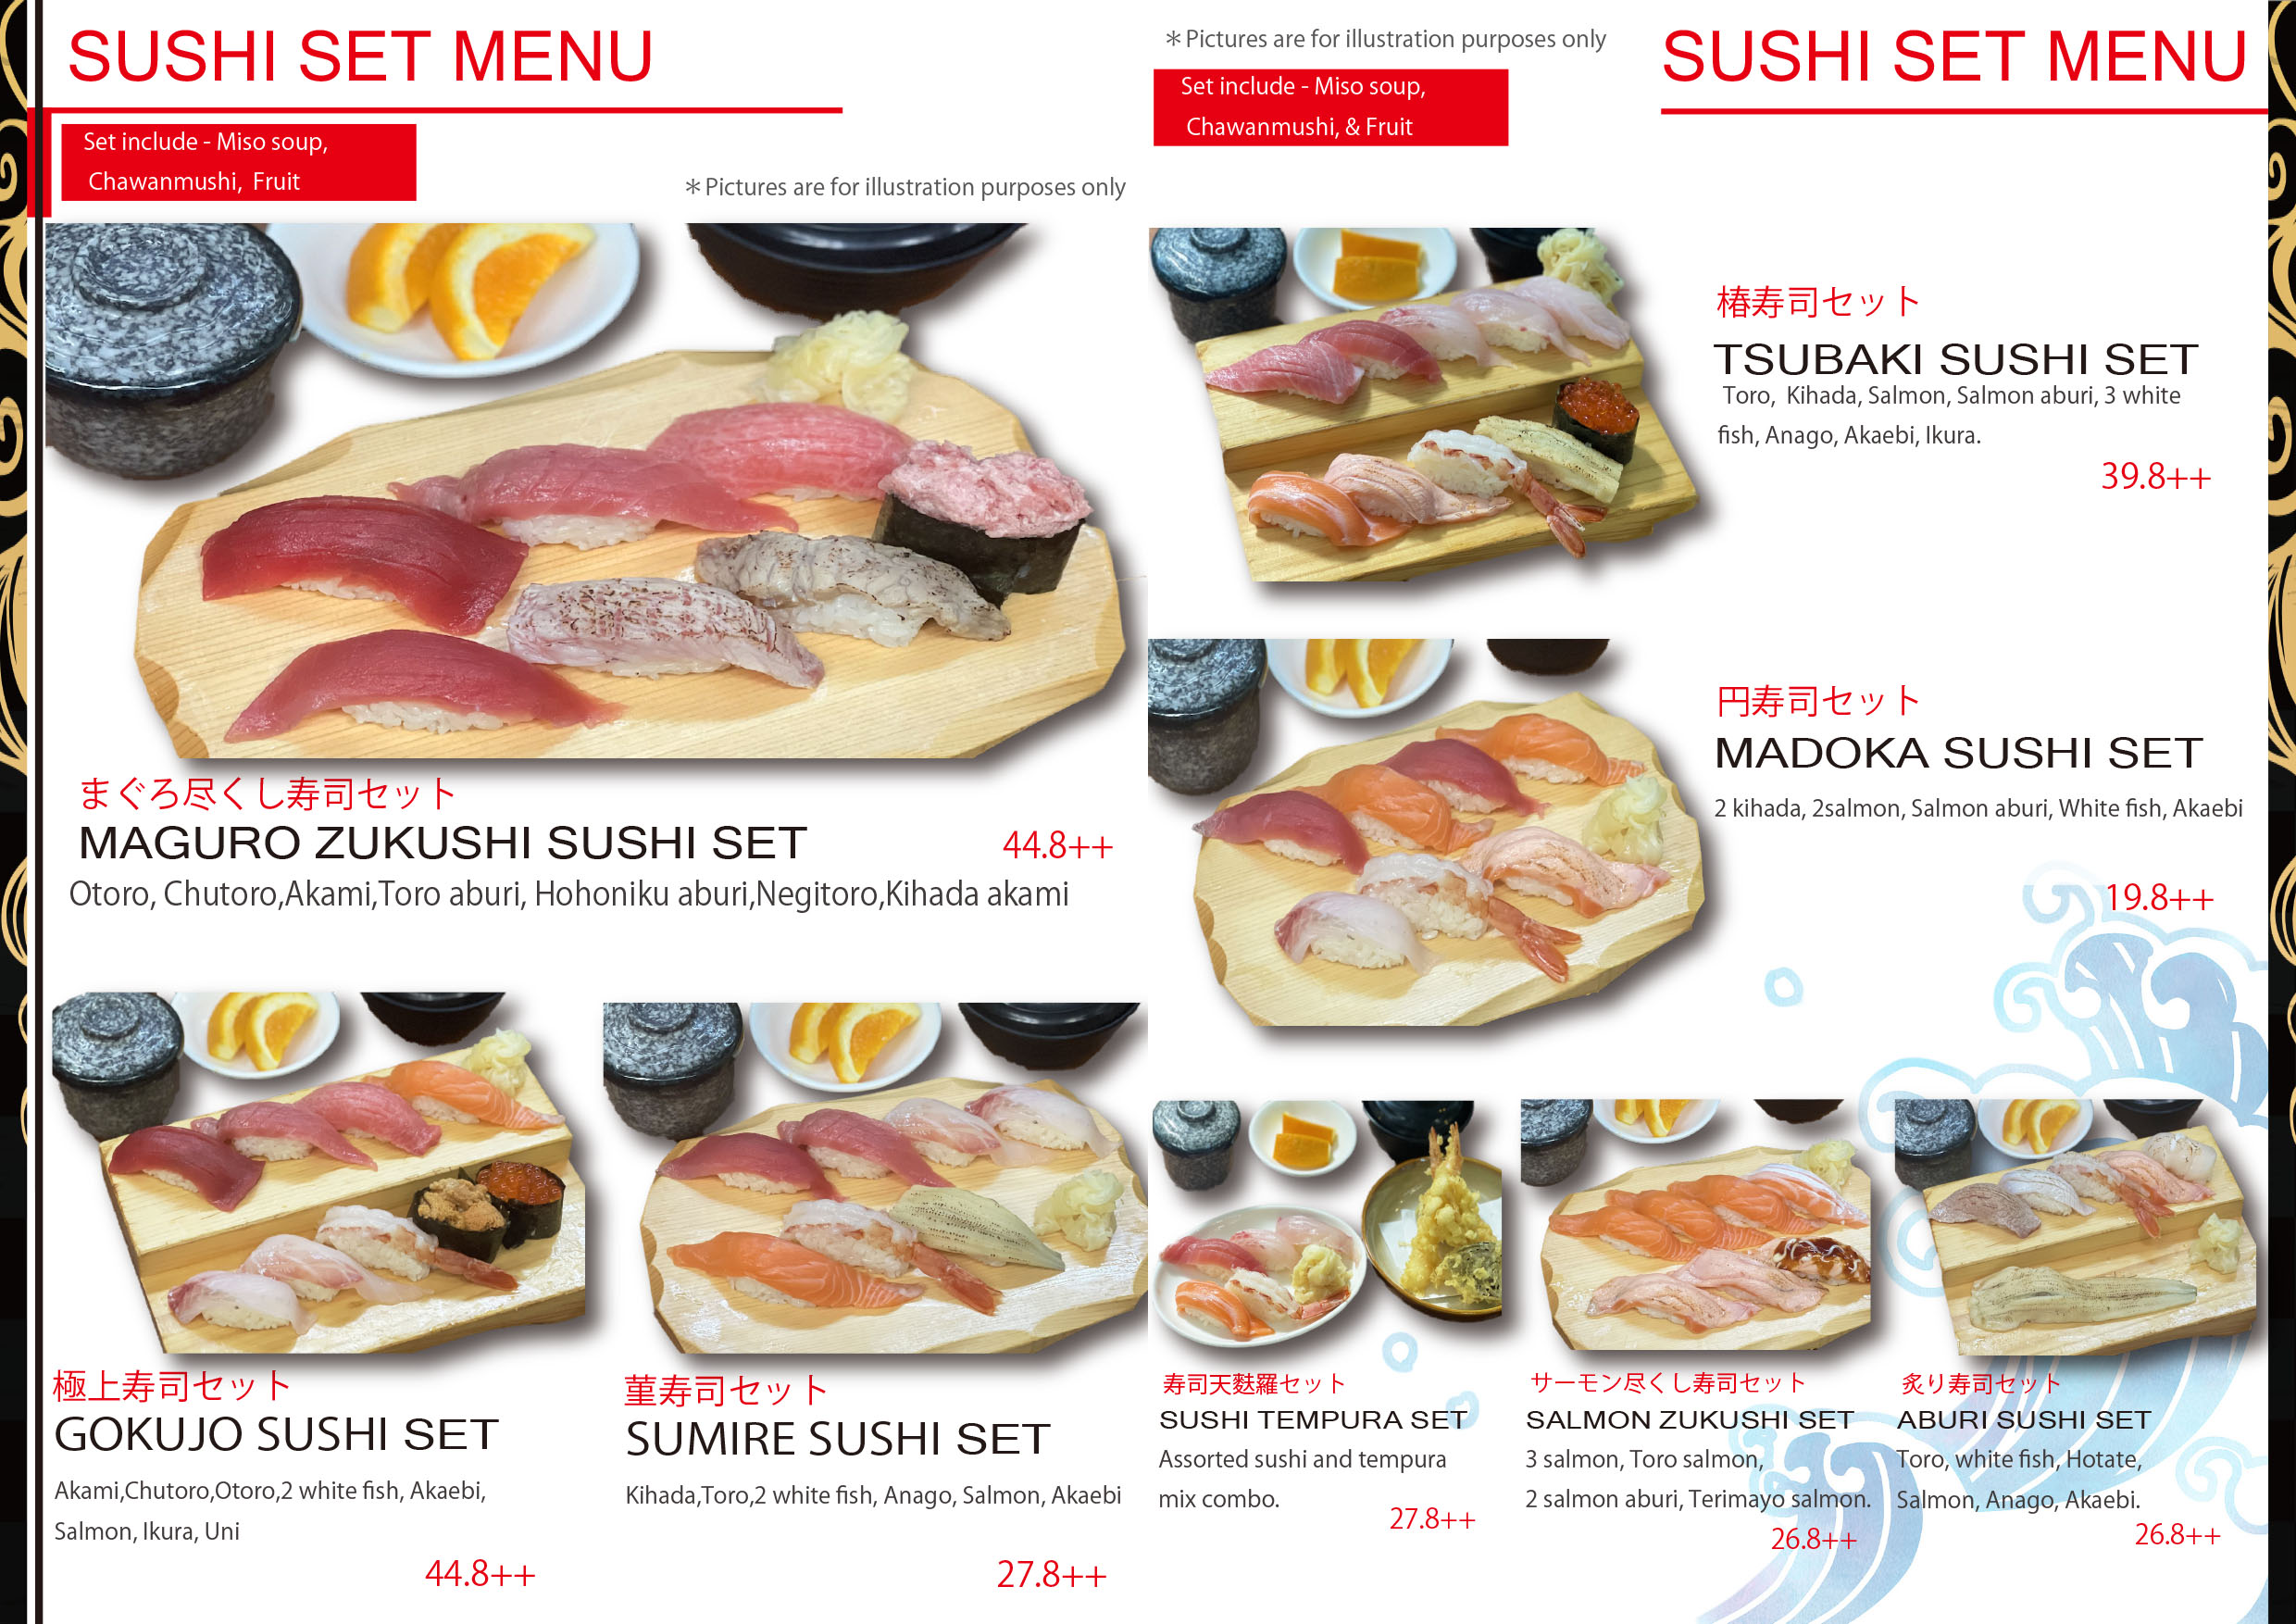 SUSHI SET MENU
Set include - Miso soup,
Chawanmushi, Fruit
＊Pictures are for illustration purposes only
まぐろ尽くし寿司セット
MAGURO ZUKUSHI SUSHI SET
44.8++
Otoro, Chutoro,Akami,Toro aburi, Hohoniku aburi,Negitoro,Kihada akami
極上寿司セット
GOKUJO SUSHI SET
Akami,Chutoro,Otoro,2 white fish, Akaebi,
Salmon, Ikura, Uni
44.8++
菫寿司セット
SUMIRE SUSHI SET
Kihada,Toro,2 white fish, Anago, Salmon, Akaebi
27.8++
＊Pictures are for illustration purposes only
SUSHI SET MENU
Set include - Miso soup,
Chawanmushi, & Fruit
椿寿司セット
TSUBAKI SUSHI SET
Toro, Kihada, Salmon, Salmon aburi, 3 white
fish, Anago, Akaebi, Ikura.
39.8++
円寿司セット
MADOKA SUSHI SET
2 kihada, 2salmon, Salmon aburi, White fish, Akaebi
19.8++
寿司天麩羅セット
SUSHI TEMPURA SET
Assorted sushi and tempura
mix combo.
27.8++
サーモン尽くし寿司セット
SALMON ZUKUSHI SET
3 salmon, Toro salmon,
2 salmon aburi, Terimayo salmon.
26.8++
炙り寿司セット
ABURI SUSHI SET
Toro, white fish, Hotate,
Salmon, Anago, Akaebi.
26.8++